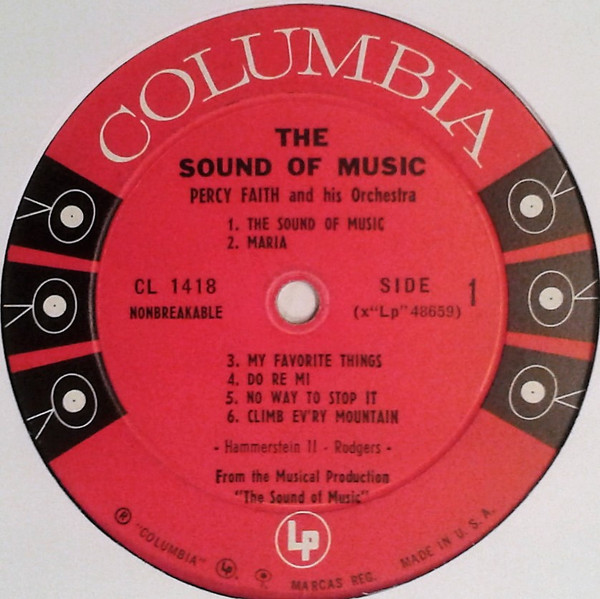 COLUMBIA
THE
SOUND OF MUSIC
PERCY FAITH and his Orchestra
1. THE SOUND OF MUSIC
2. MARIA
CL 1418
NONBREAKABLE
SIDE 1
(x"Lp" 48659)
3. MY FAVORITE THINGS
4. DO RE MI
5. NO WAY TO STOP IT
6. CLIMB EV'RY MOUNTAIN
- Hammerstein II - Rodgers -
From the Musical Production
"The Sound of Music"
Lp
® "COLUMBIA" Lp. MARCAS REG. MADE IN U. S. A.